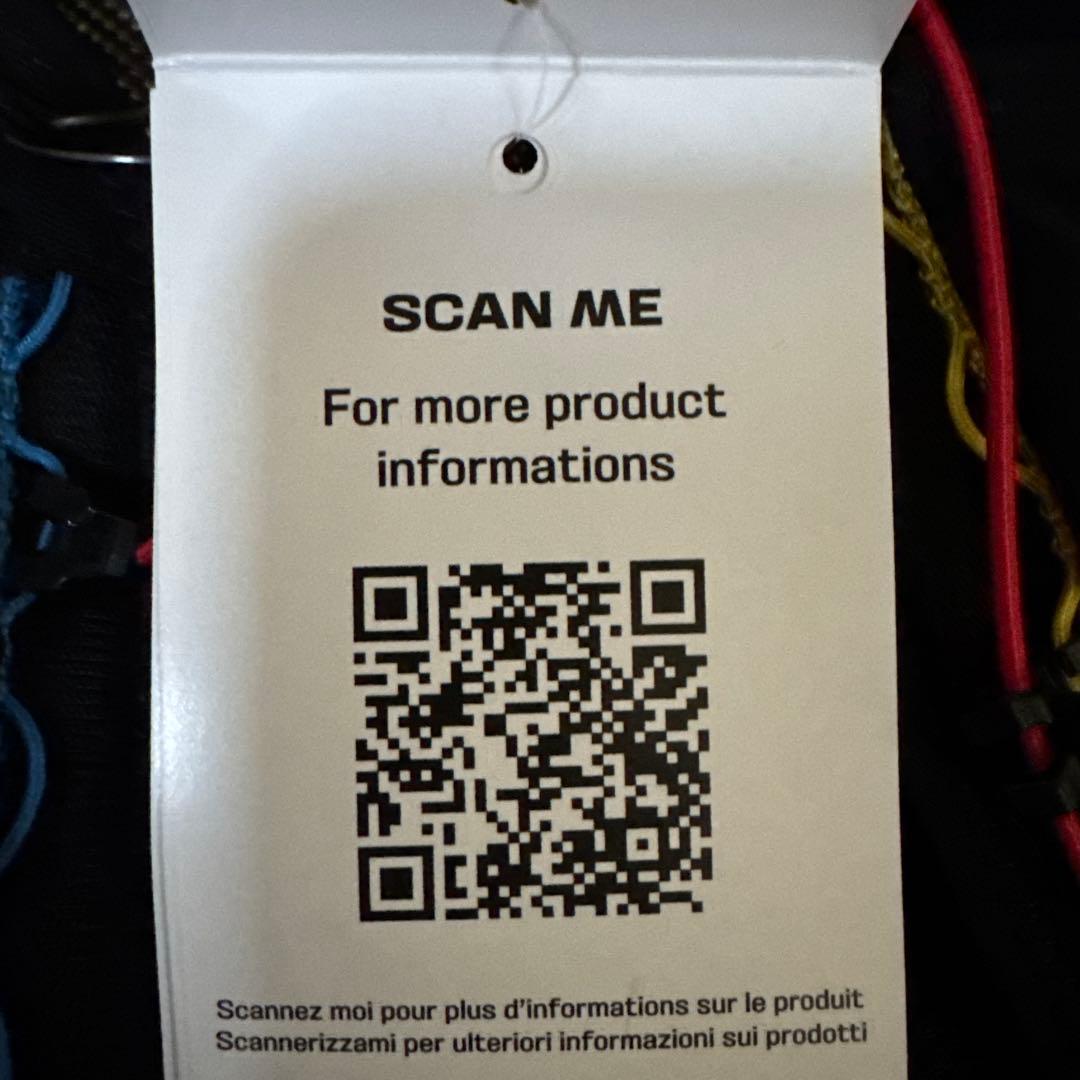 SCAN ME
For more product
informations
Scannez moi pour plus d'informations sur le produit
Scannerizzami per ulteriori informazioni sui prodotti